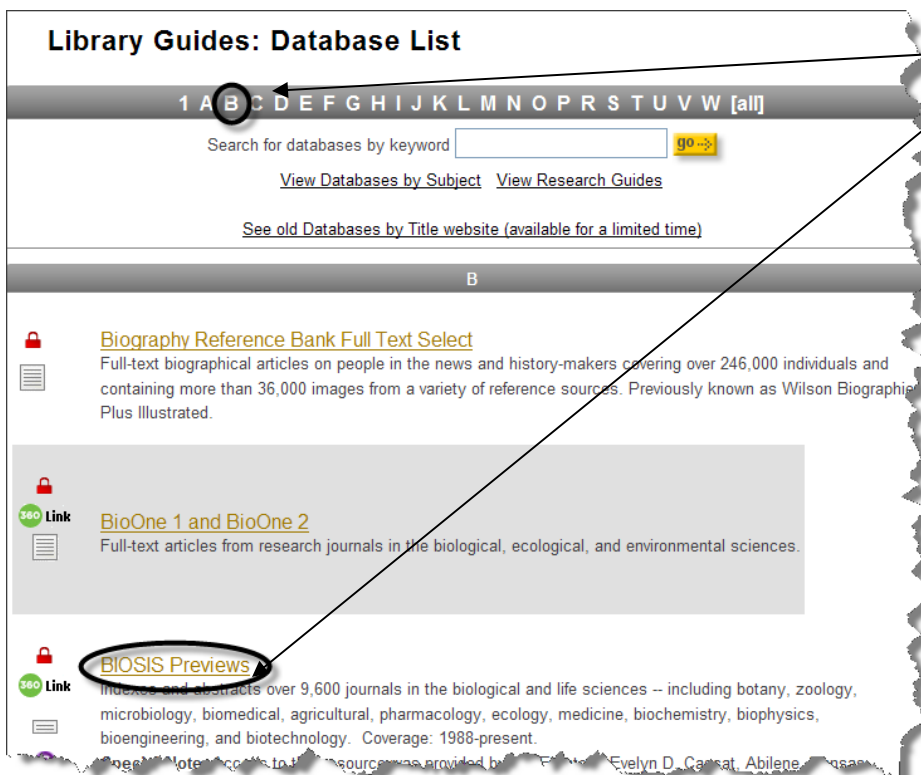 Library Guides: Database List
1 A B C D E F G H I J K L M N O P R S T U V W [all]
Search for databases by keyword go
View Databases by Subject View Research Guides
See old Databases by Title website (available for a limited time)
B
Biography Reference Bank Full Text Select
Full-text biographical articles on people in the news and history-makers covering over 246,000 individuals and
containing more than 36,000 images from a variety of reference sources. Previously known as Wilson Biographies
Plus Illustrated.
360 Link
BioOne 1 and BioOne 2
Full-text articles from research journals in the biological, ecological, and environmental sciences.
BIOSIS Previews
360 Link
Indexes and abstracts over 9,600 journals in the biological and life sciences -- including botany, zoology,
microbiology, biomedical, agricultural, pharmacology, ecology, medicine, biochemistry, biophysics,
bioengineering, and biotechnology. Coverage: 1988-present.
to provided by Evelyn D. Abilene,